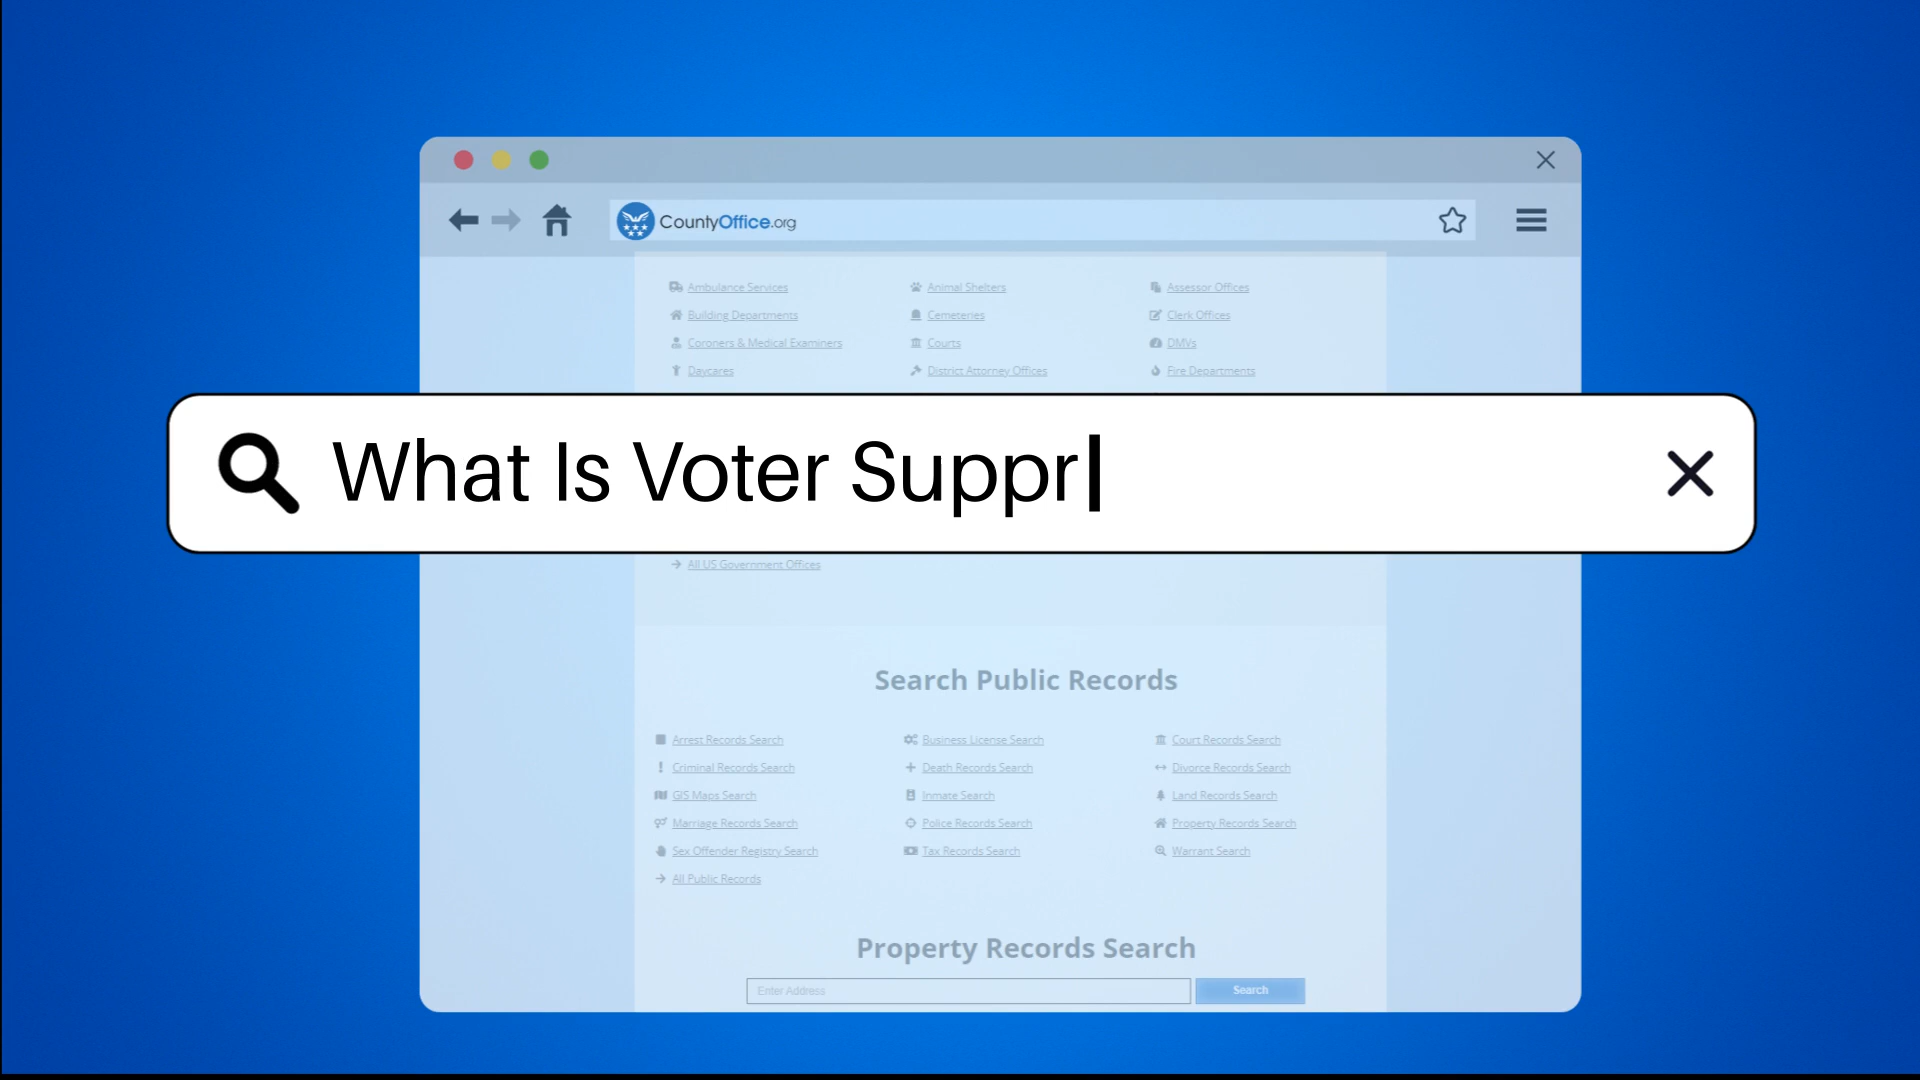 CountyOffice.org
Ambulance Services Animal Shelters Assessor Offices
Building Departments Cemeteries Clerk Offices
Coroners & Medical Examiners Courts DMVs
Daycares District Attorney Offices Fire Departments
What Is Voter Suppr
All US Government Offices
Search Public Records
Arrest Records Search Business License Search Court Records Search
Criminal Records Search Death Records Search Divorce Records Search
GIS Maps Search Inmate Search Land Records Search
Marriage Records Search Police Records Search Property Records Search
Sex Offender Registry Search Tax Records Search Warrant Search
All Public Records
Property Records Search
Enter Address Search